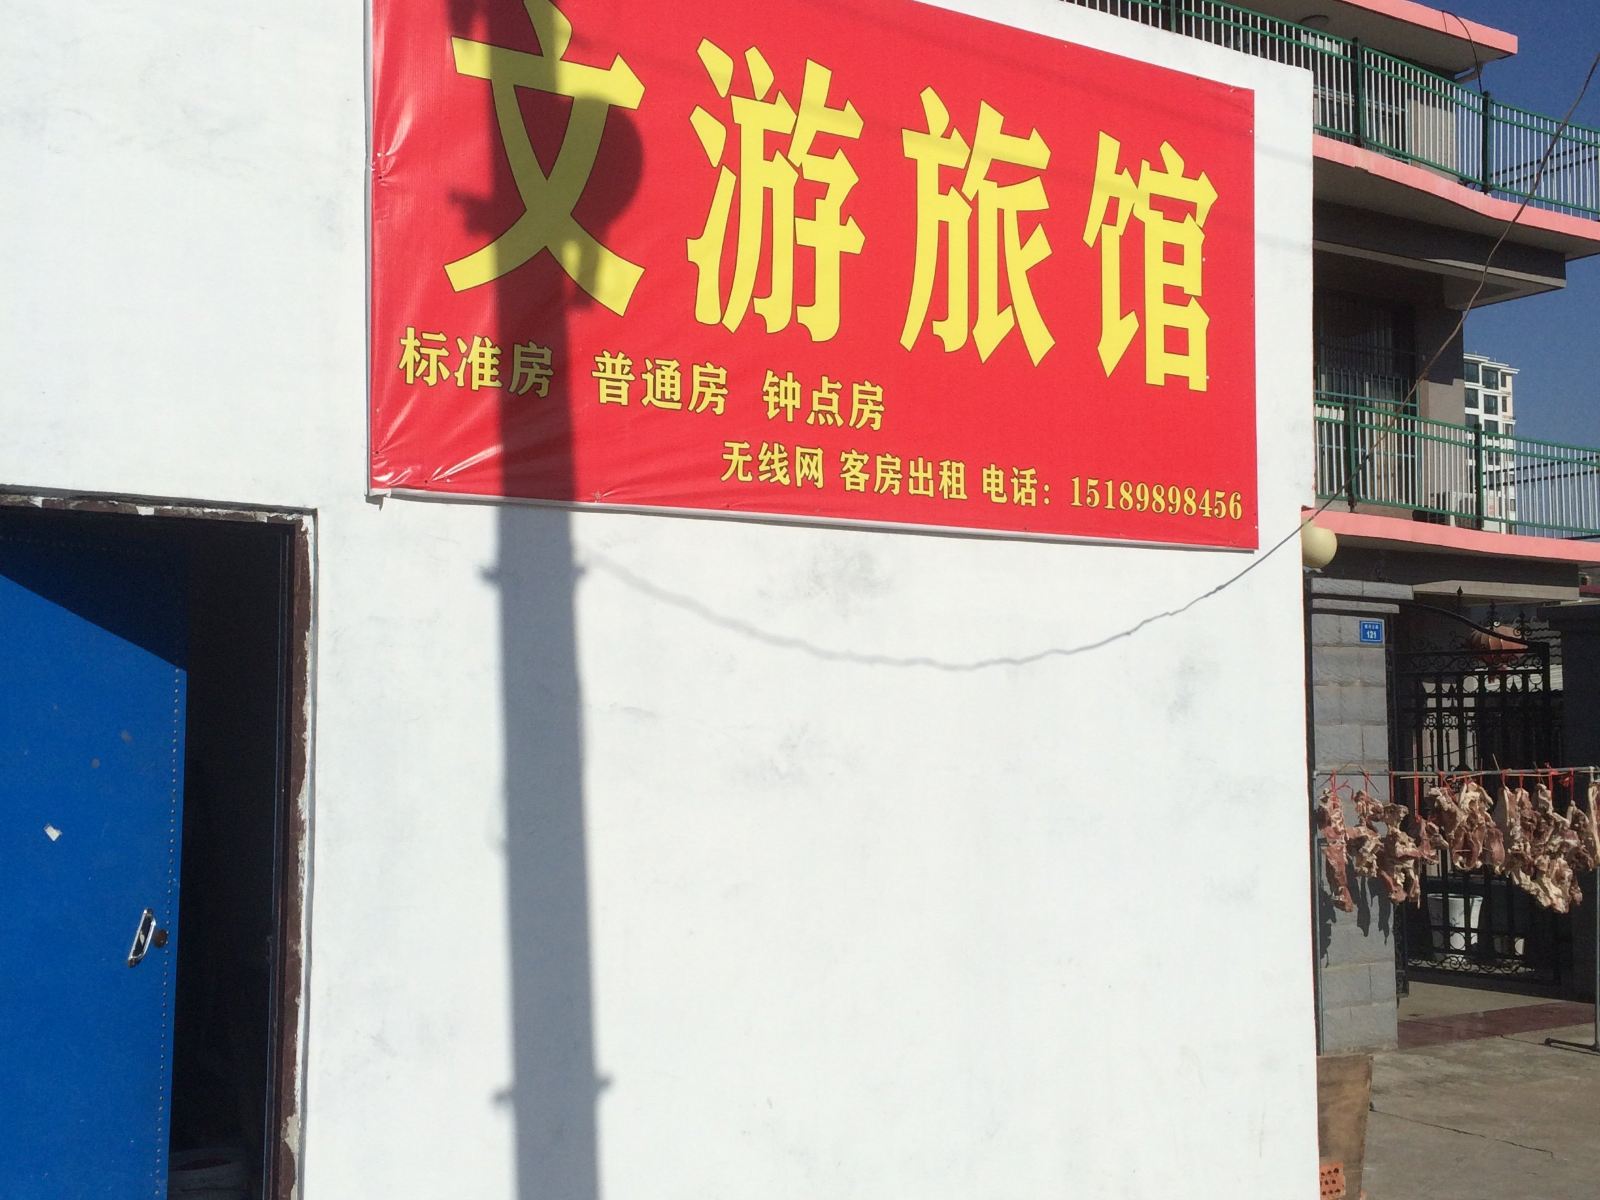 文游旅馆
标准房 普通房 钟点房
无线网 客房出租 电话：15189898456
121